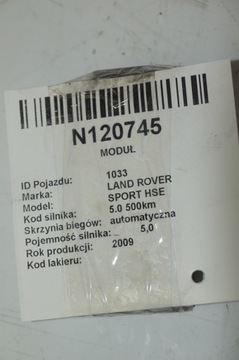 N120745
MODUŁ
ID Pojazdu: 1033
Marka: LAND ROVER
Model: SPORT HSE
Kod silnika: 5.0 500km
Skrzynia biegów: automatyczna
Pojemność silnika: 5,0
Rok produkcji: 2009
Kod lakieru: